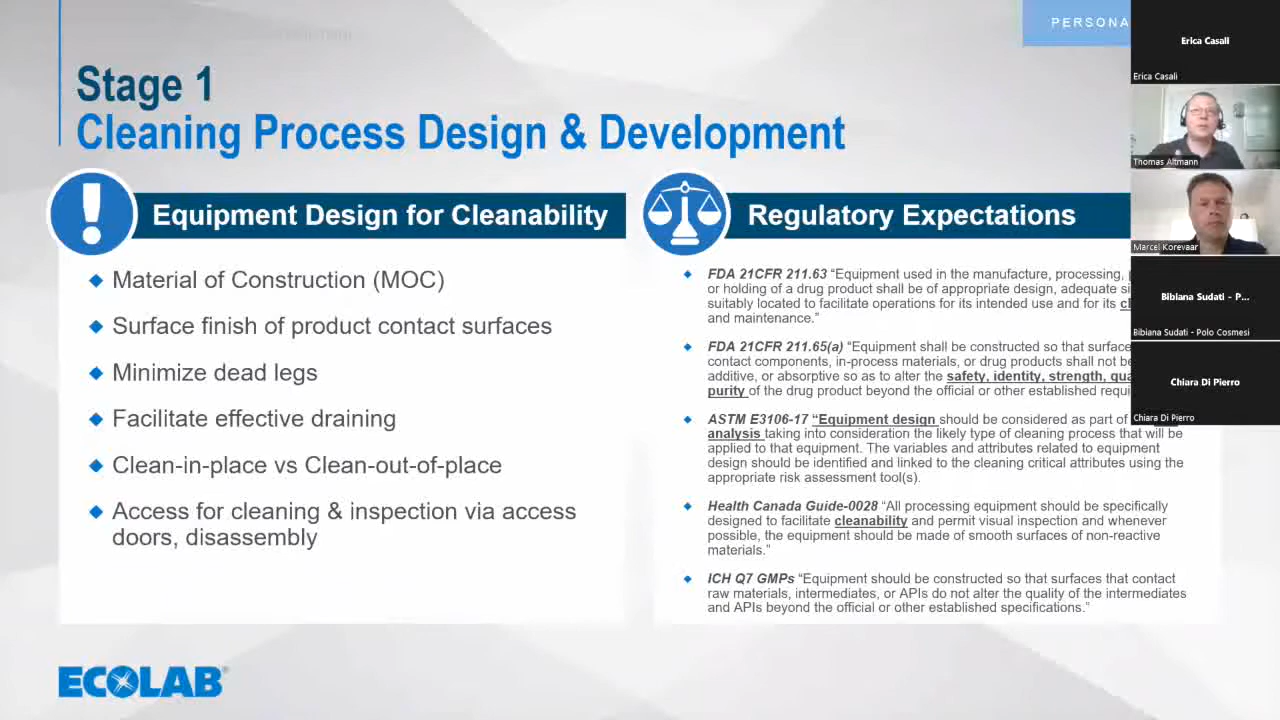 PERSONA
Stage 1
Cleaning Process Design & Development
Equipment Design for Cleanability
Material of Construction (MOC)
Surface finish of product contact surfaces
Minimize dead legs
Facilitate effective draining
Clean-in-place vs Clean-out-of-place
Access for cleaning & inspection via access
doors, disassembly
Regulatory Expectations
FDA 21CFR 211.63 “Equipment used in the manufacture, processing,
or holding of a drug product shall be of appropriate design, adequate
suitably located to facilitate operations for its intended use and for its
and maintenance.”
FDA 21CFR 211.65(a) “Equipment shall be constructed so that
contact components, in-process materials, or drug products shall not
additive, or absorptive so as to alter the safety, identity, strength,
purity of the drug product beyond the official or other established
ASTM E3106-17 “Equipment design should be considered as part of
analysis taking into consideration the likely type of cleaning process that will be
applied to that equipment. The variables and attributes related to equipment
design should be identified and linked to the cleaning critical attributes using the
appropriate risk assessment tool(s).
Health Canada Guide-0028 “All processing equipment should be specifically
designed to facilitate cleanability and permit visual inspection and whenever
possible, the equipment should be made of smooth surfaces of non-reactive
materials.”
ICH Q7 GMPs “Equipment should be constructed so that surfaces that contact
raw materials, intermediates, or APIs do not alter the quality of the intermediates
and APIs beyond the official or other established specifications.”
ECOLAB®
Erica Casali
Erica Casali
Thomas Altmann
Marcel Korevaar
Bibiana Sudati - P...
Bibiana Sudati - Polo Cosmesi
Chiara Di Pierro
Chiara Di Pierro